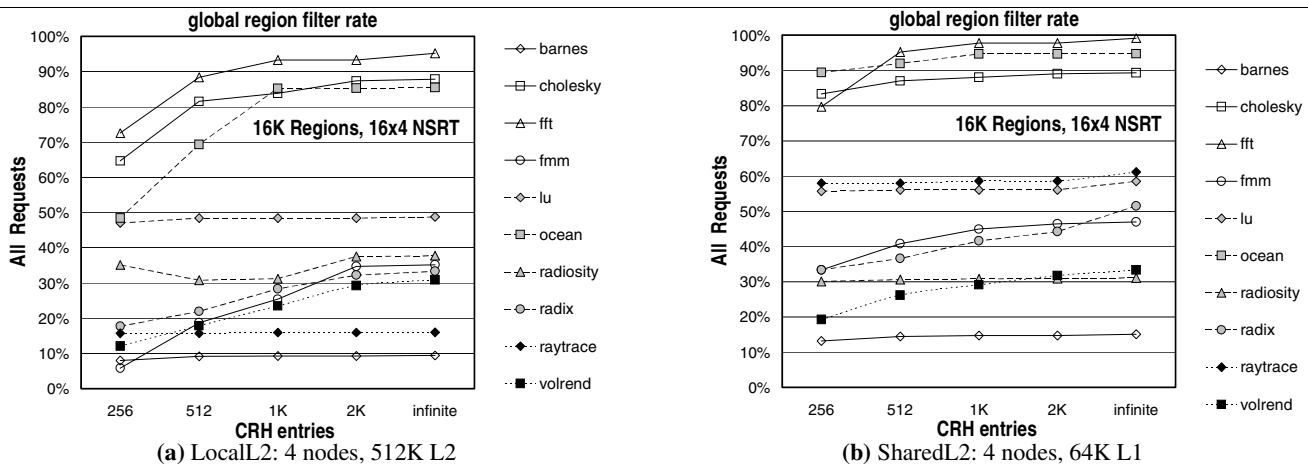 global region filter rate
100%
90%
80%
70%
60%
50%
40%
30%
20%
10%
0%
All Requests
16K Regions, 16x4 NSRT
256
512
1K
2K
infinite
CRH entries
barnes
cholesky
fft
fmm
lu
ocean
radiosity
radix
raytrace
volrend
(a) LocalL2: 4 nodes, 512K L2
global region filter rate
100%
90%
80%
70%
60%
50%
40%
30%
20%
10%
0%
All Requests
16K Regions, 16x4 NSRT
256
512
1K
2K
infinite
CRH entries
barnes
cholesky
fft
fmm
lu
ocean
radiosity
radix
raytrace
volrend
(b) SharedL2: 4 nodes, 64K L1